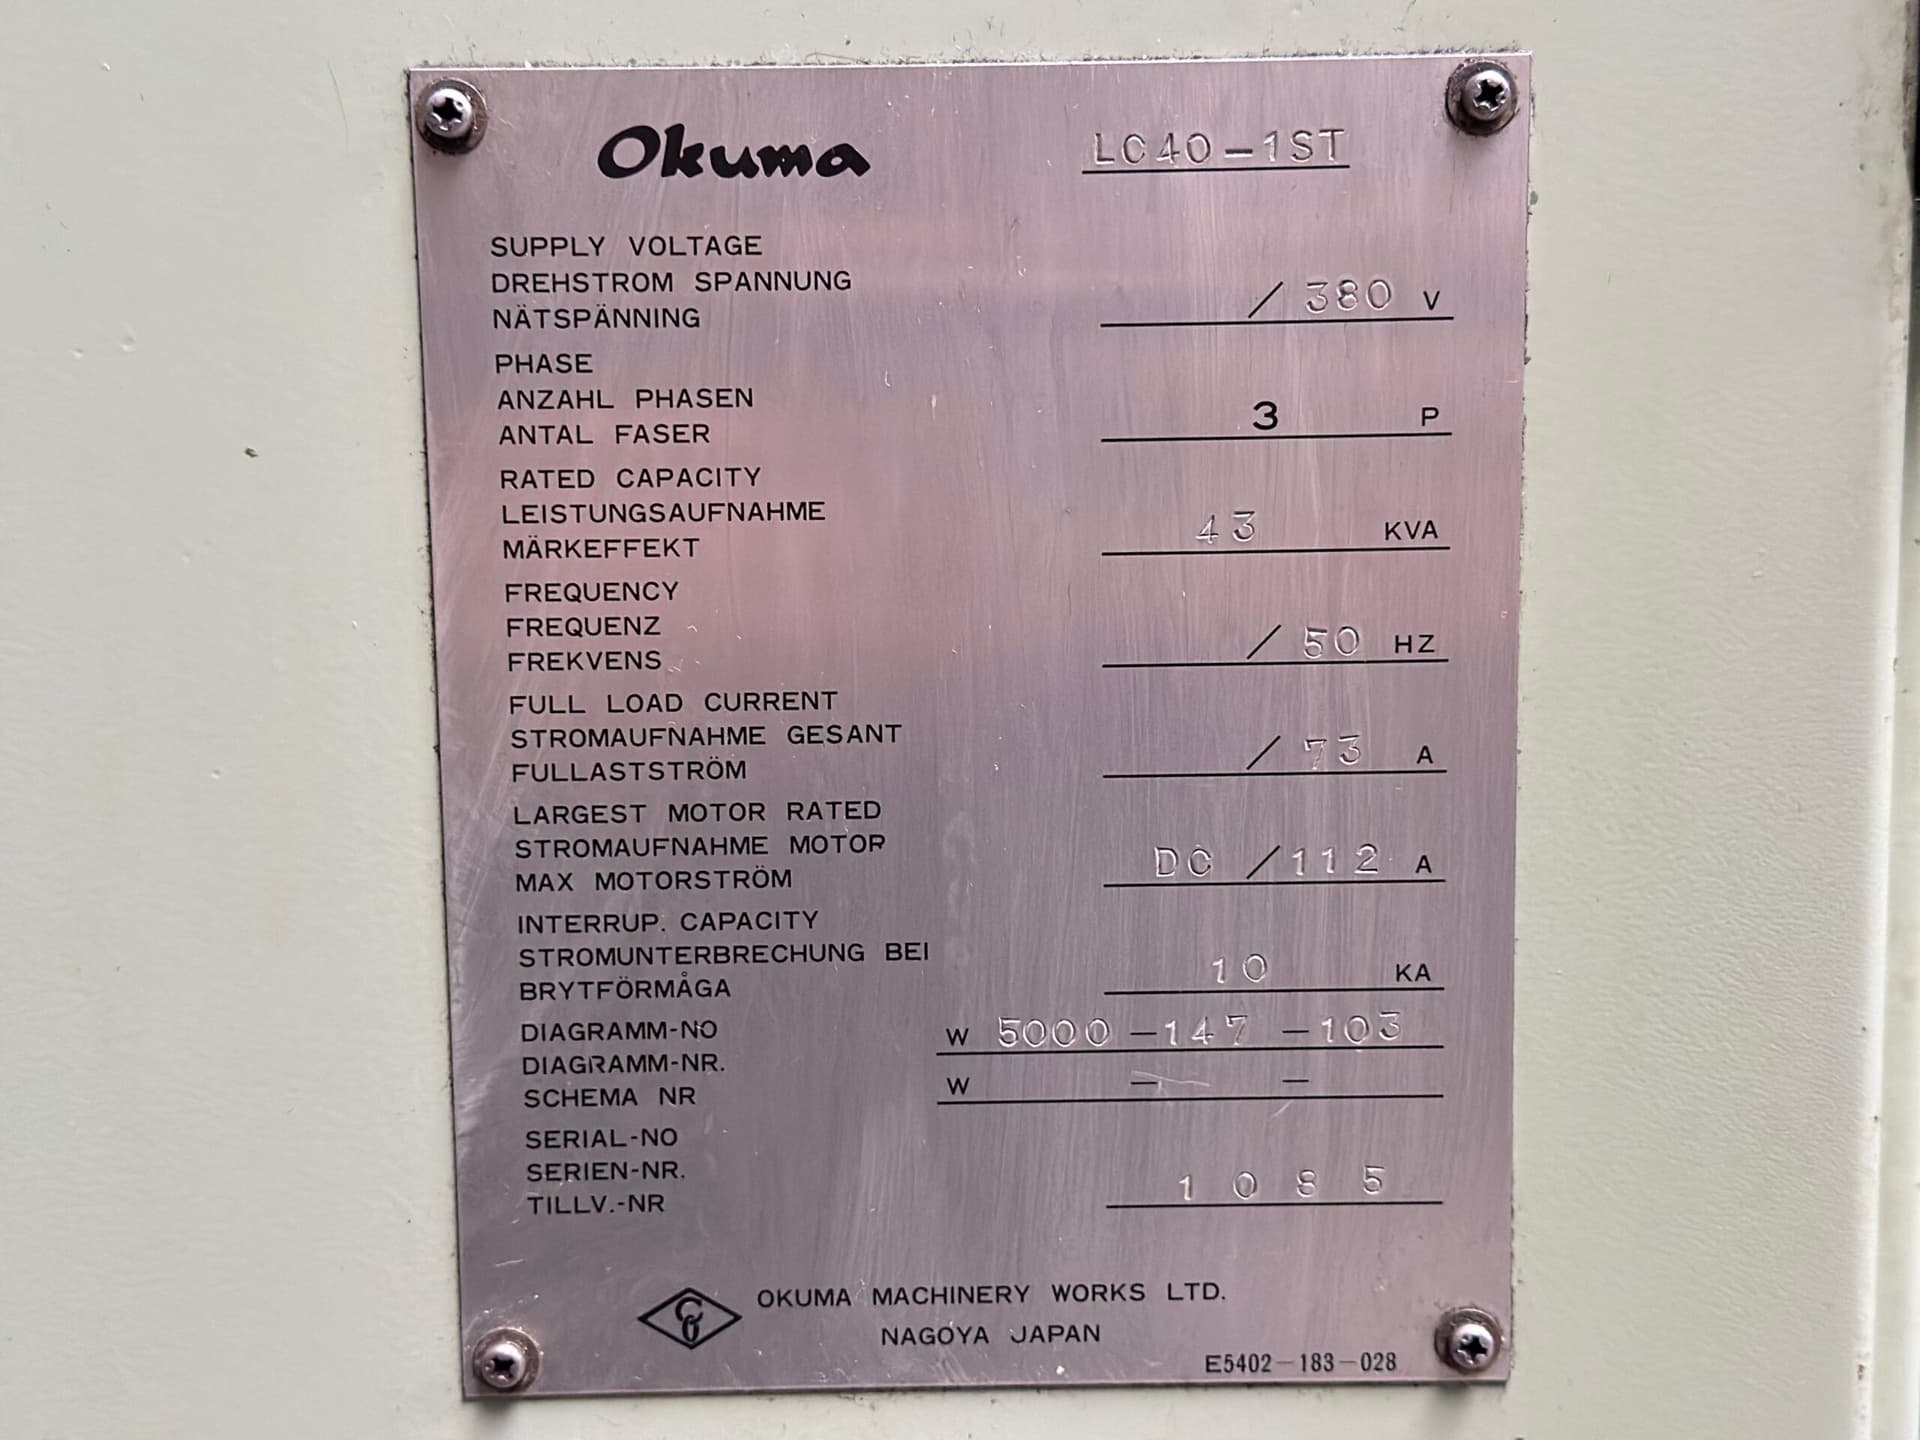 Okuma LC40-1ST
SUPPLY VOLTAGE
DREHSTROM SPANNUNG
NÄTSPÄNNING
/ 380 V
PHASE
ANZAHL PHASEN
ANTAL FASER
3 P
RATED CAPACITY
LEISTUNGSAUFNAHME
MÄRKEFFEKT
43 KVA
FREQUENCY
FREQUENZ
FREKVENS
/ 50 HZ
FULL LOAD CURRENT
STROMAUFNAHME GESANT
FULLASTSTRÖM
/ 73 A
LARGEST MOTOR RATED
STROMAUFNAHME MOTOR
MAX MOTORSTRÖM
DC / 112 A
INTERRUP. CAPACITY
STROMUNTERBRECHUNG BEI
BRYTFÖRMÅGA
10 KA
DIAGRAMM-NO
W 5000-147-103
DIAGRAMM-NR.
SCHEMA NR
W - -
SERIAL-NO
SERIEN-NR.
TILLV.-NR
1085
OKUMA MACHINERY WORKS LTD.
NAGOYA JAPAN
E5402-183-028